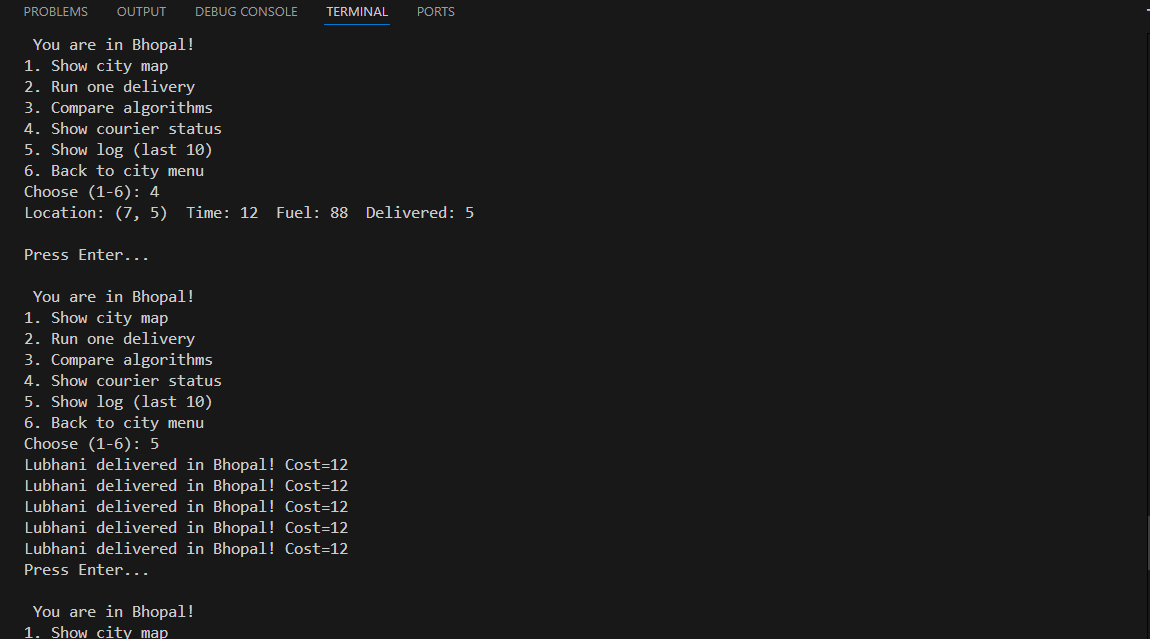 PROBLEMS OUTPUT DEBUG CONSOLE TERMINAL PORTS
You are in Bhopal!
1. Show city map
2. Run one delivery
3. Compare algorithms
4. Show courier status
5. Show log (last 10)
6. Back to city menu
Choose (1-6): 4
Location: (7, 5)  Time: 12  Fuel: 88  Delivered: 5
Press Enter...
You are in Bhopal!
1. Show city map
2. Run one delivery
3. Compare algorithms
4. Show courier status
5. Show log (last 10)
6. Back to city menu
Choose (1-6): 5
Lubhani delivered in Bhopal! Cost=12
Lubhani delivered in Bhopal! Cost=12
Lubhani delivered in Bhopal! Cost=12
Lubhani delivered in Bhopal! Cost=12
Lubhani delivered in Bhopal! Cost=12
Press Enter...
You are in Bhopal!
1. Show city map